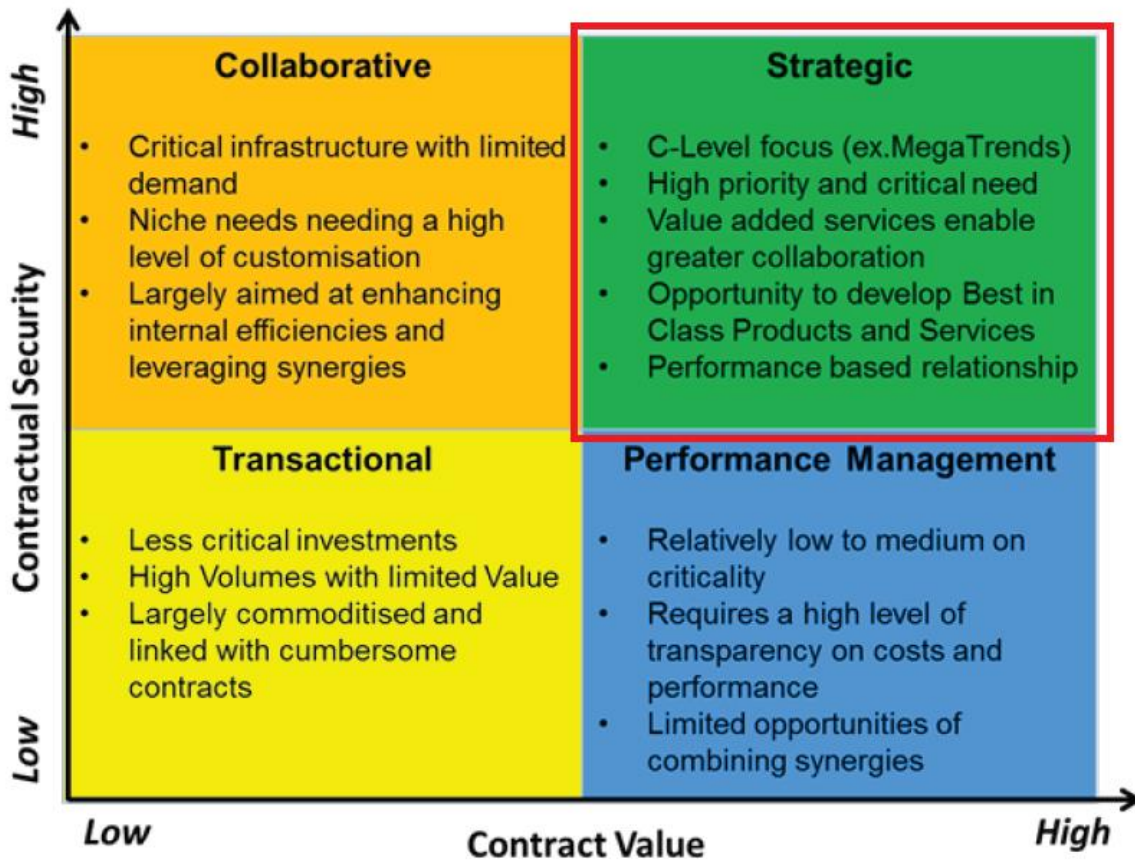 High
Contractual Security
Low
Collaborative
• Critical infrastructure with limited
demand
• Niche needs needing a high
level of customisation
• Largely aimed at enhancing
internal efficiencies and
leveraging synergies
Strategic
• C-Level focus (ex.MegaTrends)
• High priority and critical need
• Value added services enable
greater collaboration
• Opportunity to develop Best in
Class Products and Services
• Performance based relationship
Transactional
• Less critical investments
• High Volumes with limited Value
• Largely commoditised and
linked with cumbersome
contracts
Performance Management
• Relatively low to medium on
criticality
• Requires a high level of
transparency on costs and
performance
• Limited opportunities of
combining synergies
Low
Contract Value
High